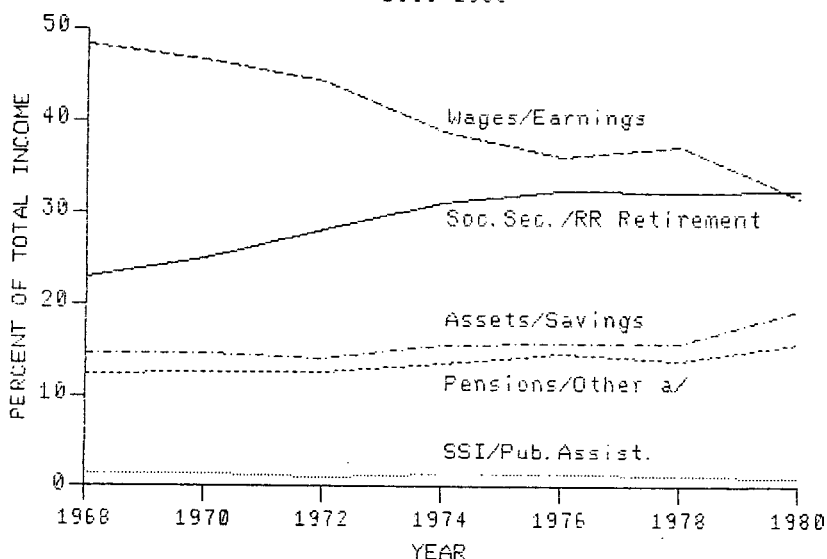 50
40
30
20
10
0
PERCENT OF TOTAL INCOME
Wages/Earnings
Soc.Sec./RR Retirement
Assets/Savings
Pensions/Other a/
SSI/Pub.Assist.
1968 1970 1972 1974 1976 1978 1980
YEAR